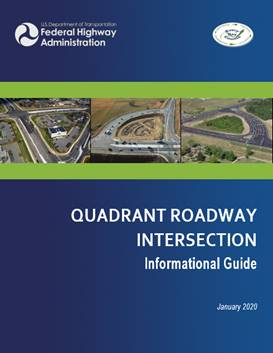 U.S. Department of Transportation
Federal Highway
Administration
QUADRANT ROADWAY
INTERSECTION
Informational Guide
January 2020